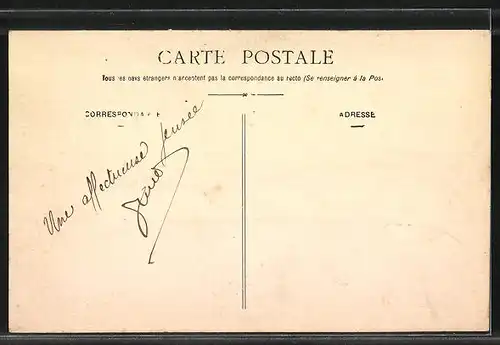 CARTE POSTALE
Tous les pays étrangers n'acceptent pas la correspondance au recto (Se renseigner à la Pos
CORRESPONDANCE
ADRESSE
Une affectueuse pensée